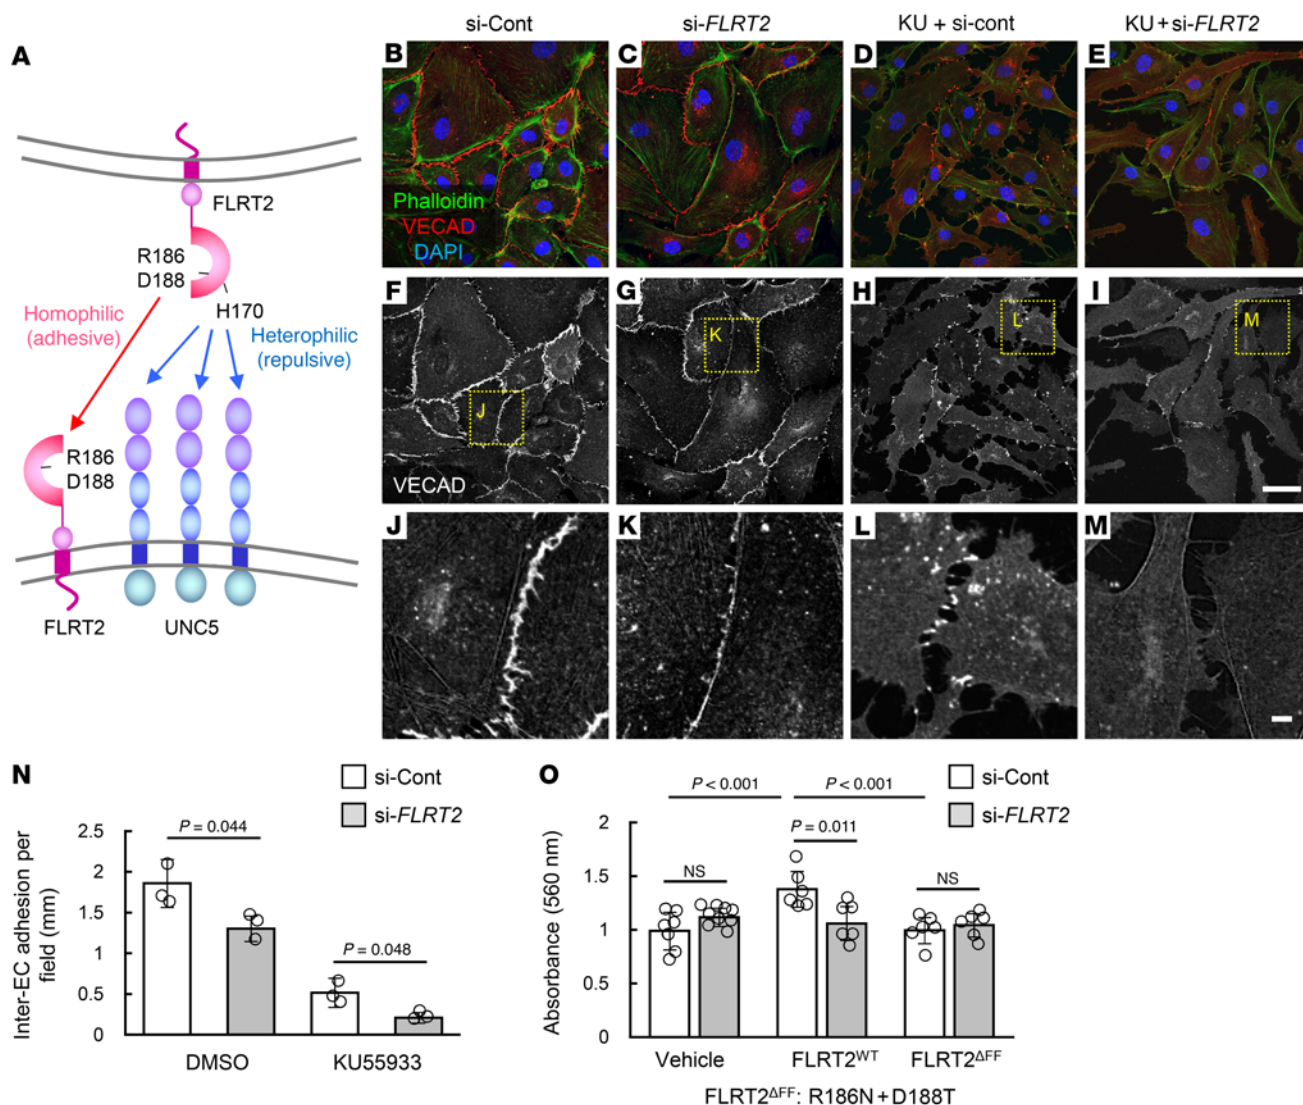 si-Cont
si-FLRT2
KU + si-cont
KU + si-FLRT2
A
B
C
D
E
FLRT2
Phalloidin
VECAD
DAPI
R186
D188
H170
Homophilic
(adhesive)
Heterophilic
(repulsive)
F
G
H
I
K
L
M
J
VECAD
R186
D188
J
K
L
M
FLRT2
UNC5
N
si-Cont
si-FLRT2
P = 0.044
P = 0.048
Inter-EC adhesion per
field (mm)
2.5
2
1.5
1
0.5
0
DMSO
KU55933
O
si-Cont
si-FLRT2
P < 0.001
P < 0.001
P = 0.011
NS
NS
Absorbance (560 nm)
2
1.5
1
0.5
0
Vehicle
FLRT2WT
FLRT2ΔFF
FLRT2ΔFF: R186N + D188T